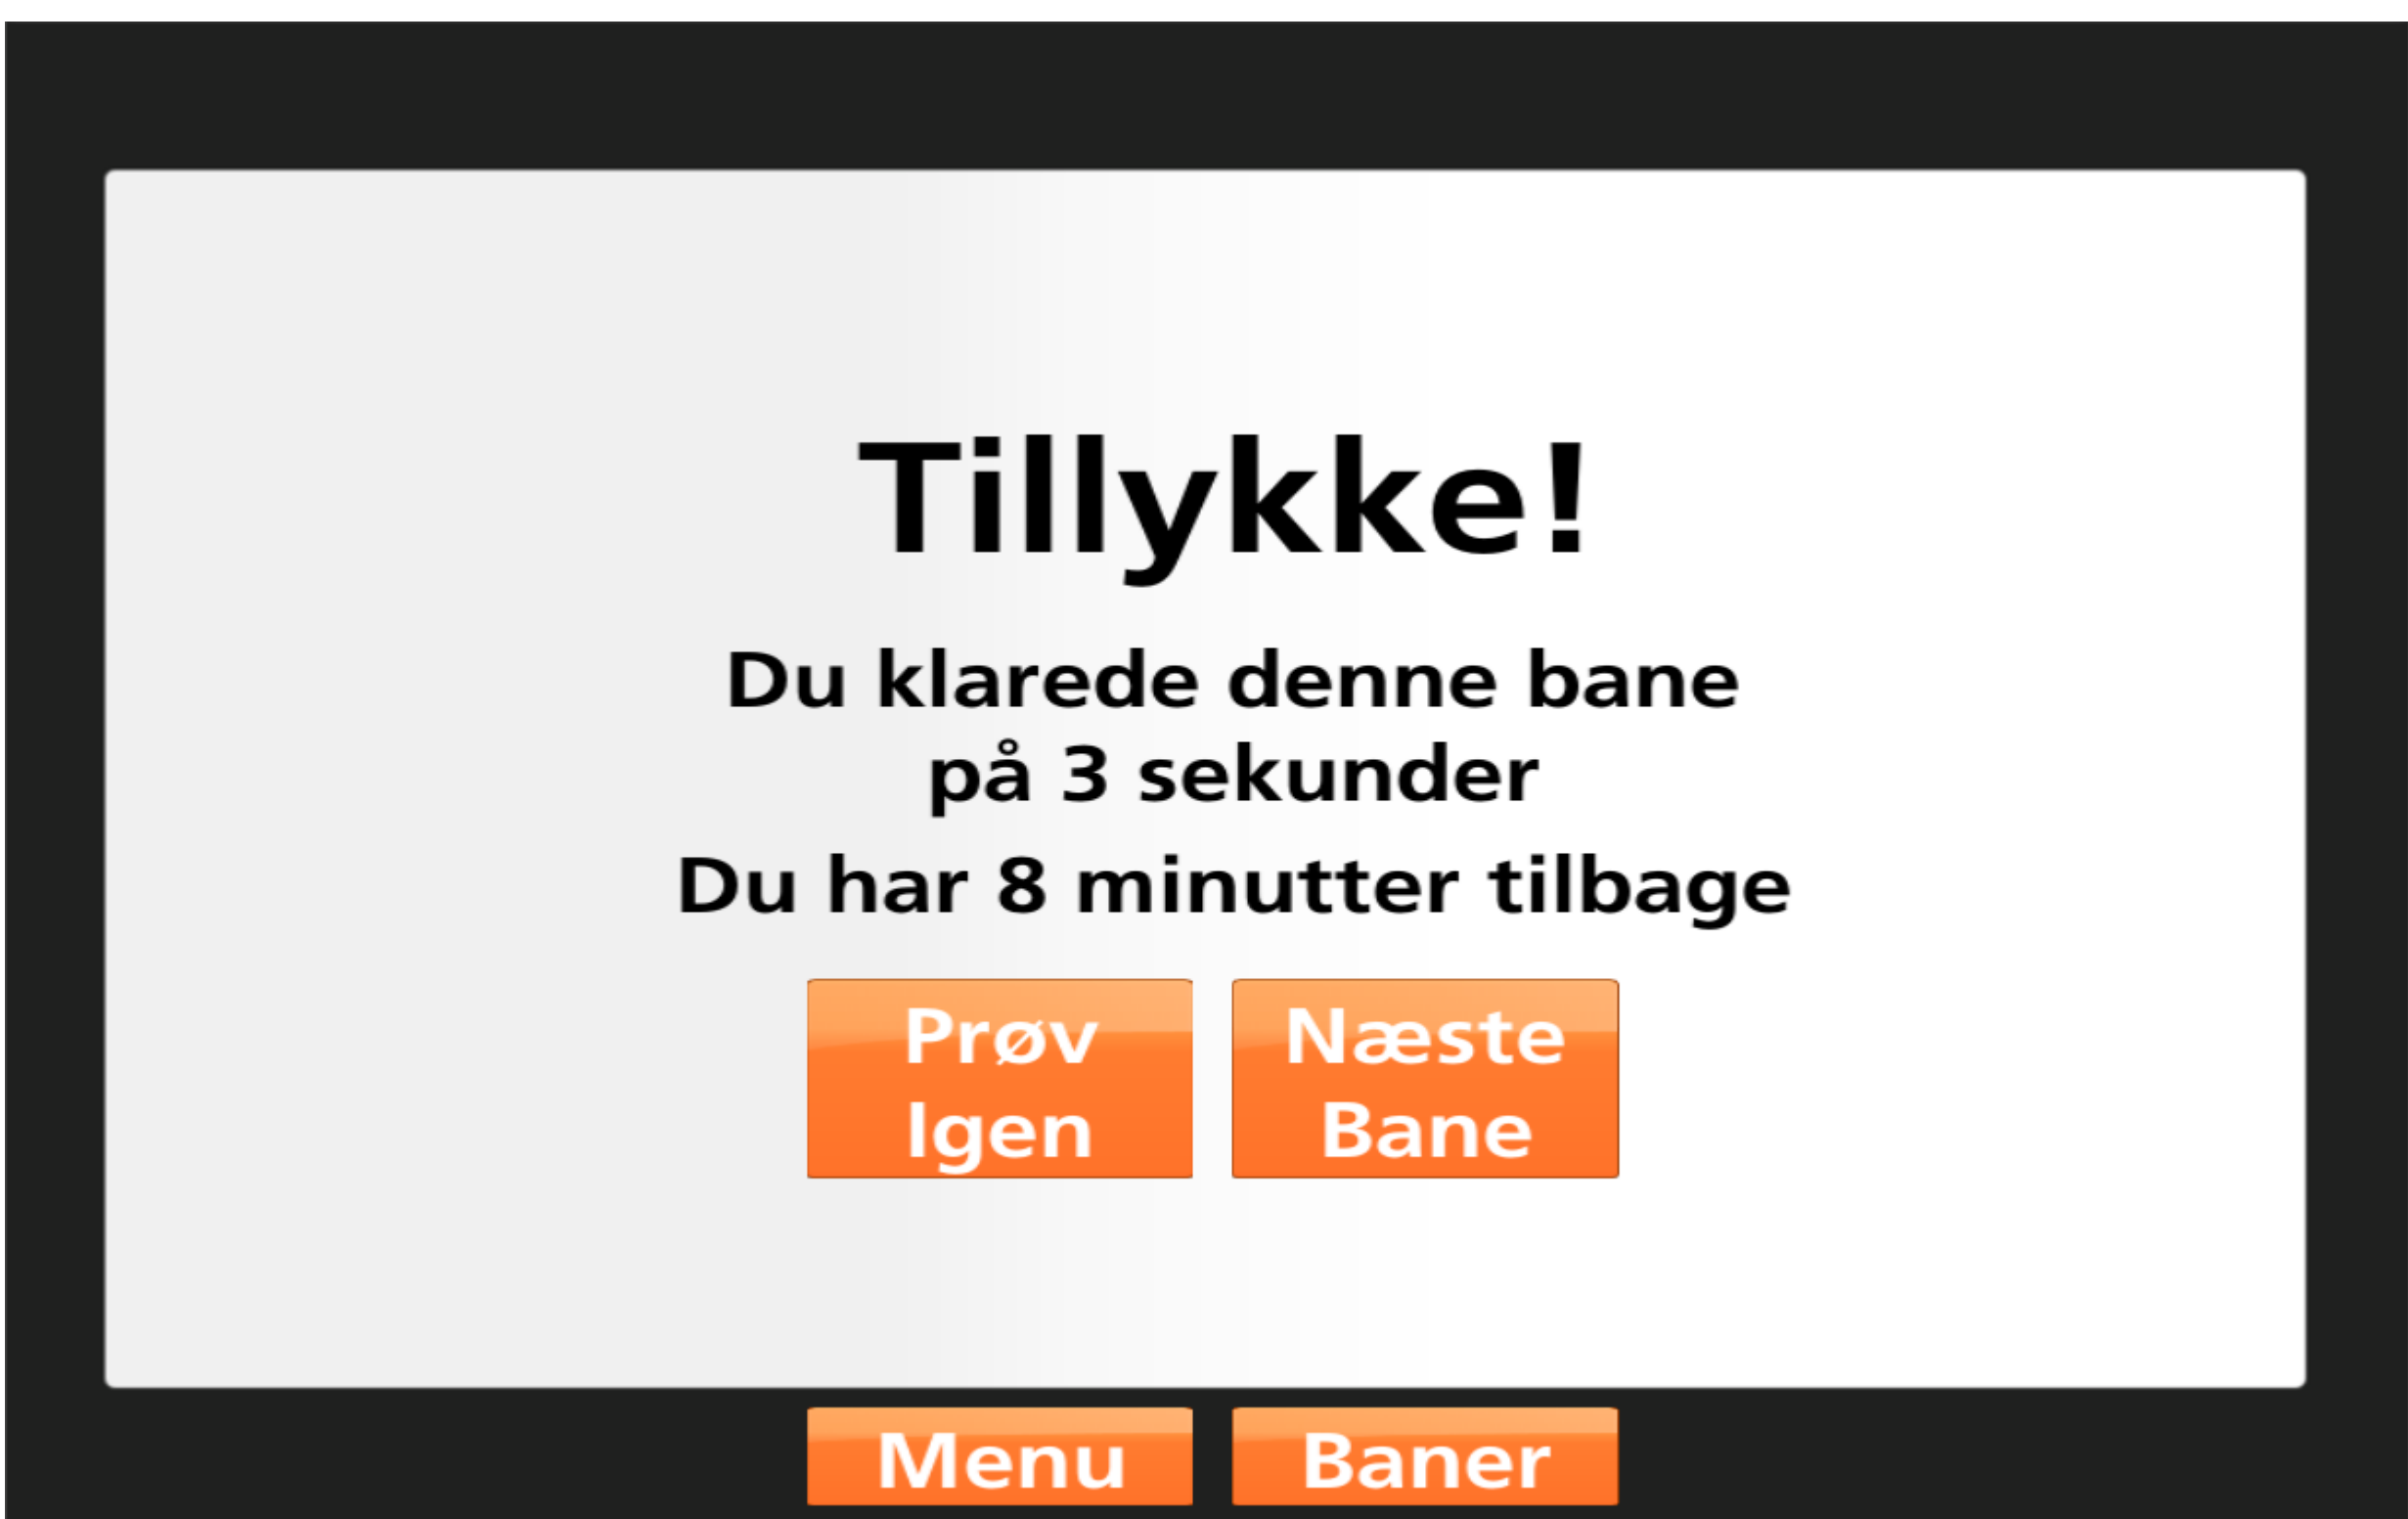 Tillykke!
Du klarede denne bane
på 3 sekunder
Du har 8 minutter tilbage
Prøv
Igen
Næste
Bane
Menu
Baner